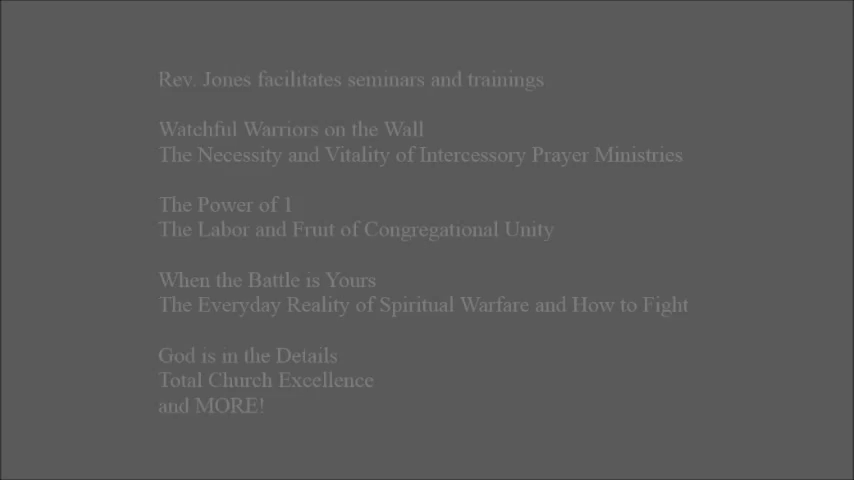 Rev. Jones facilitates seminars and trainings
Watchful Warriors on the Wall
The Necessity and Vitality of Intercessory Prayer Ministries
The Power of 1
The Labor and Fruit of Congregational Unity
When the Battle is Yours
The Everyday Reality of Spiritual Warfare and How to Fight
God is in the Details
Total Church Excellence
and MORE!